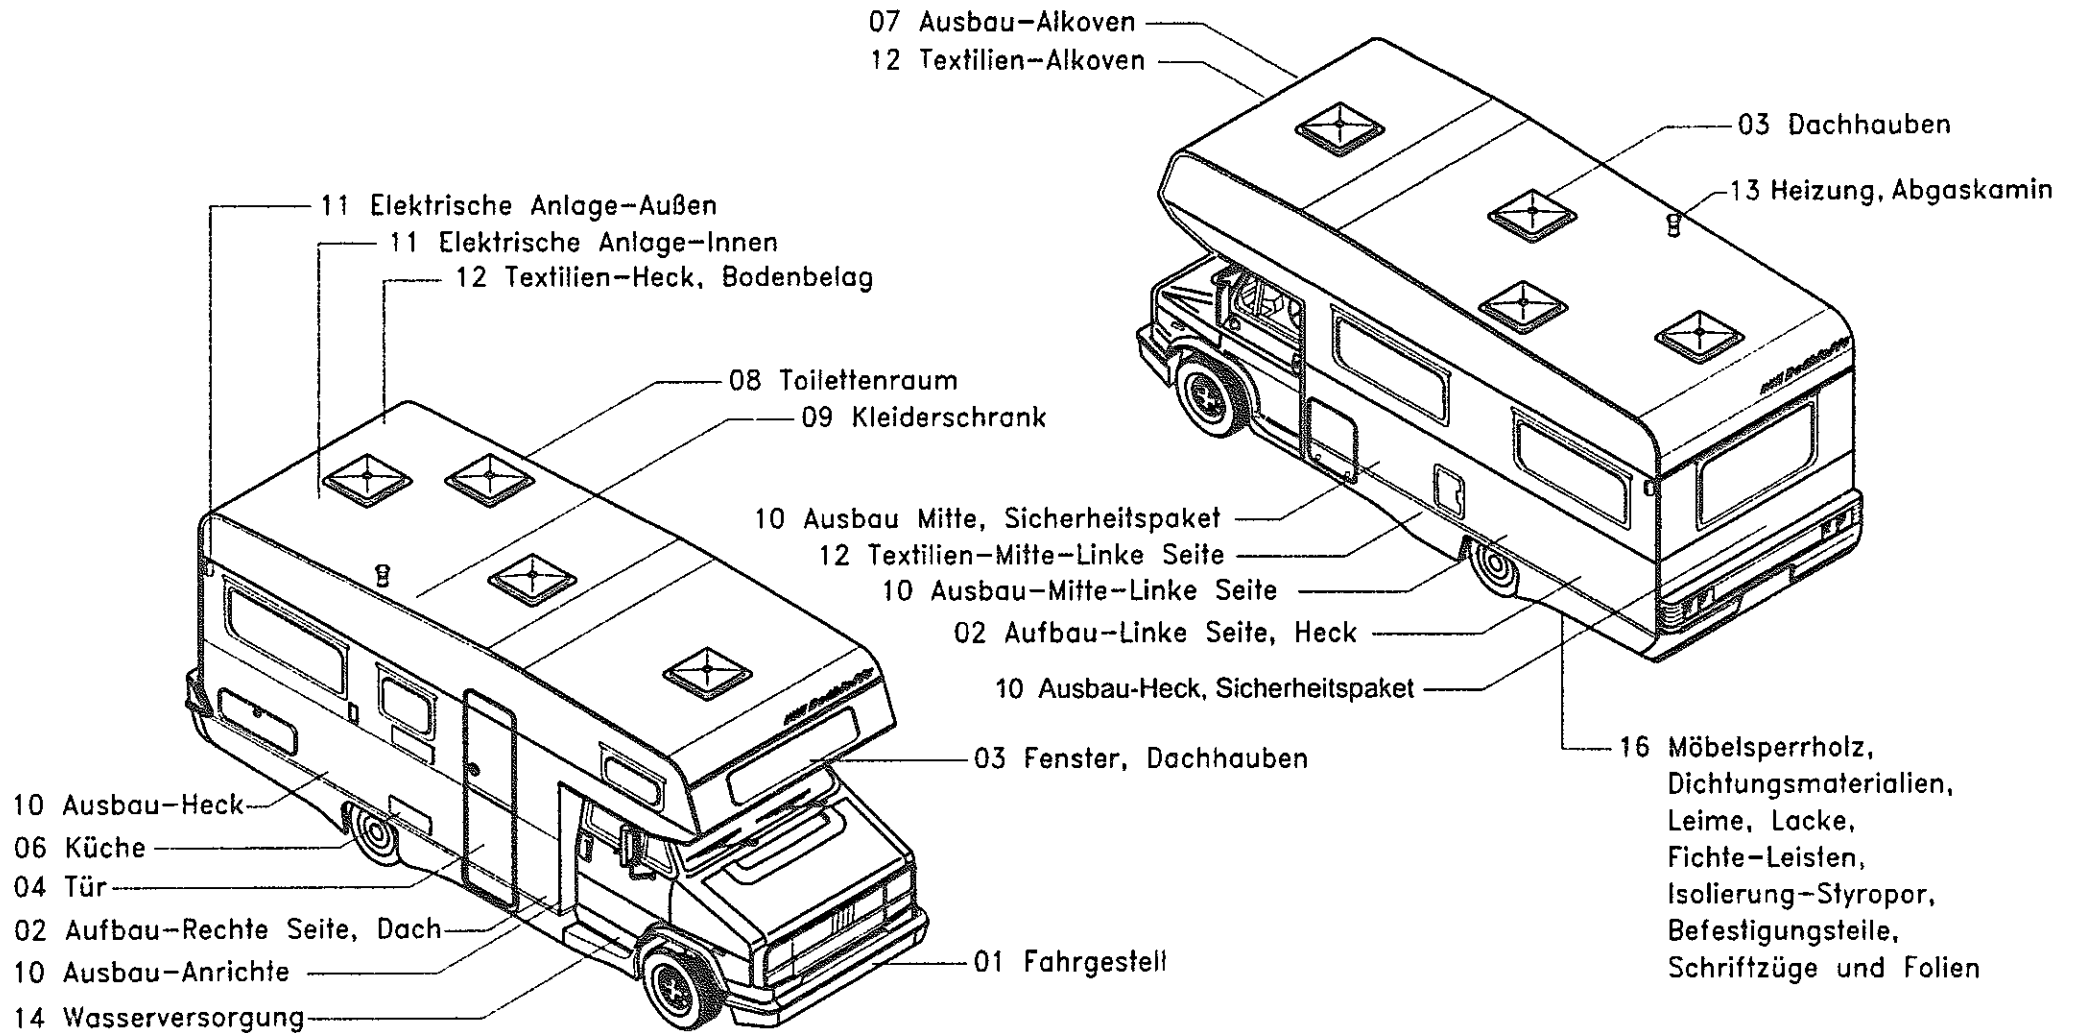 07 Ausbau-Alkoven
12 Textilien-Alkoven
03 Dachhauben
13 Heizung, Abgaskamin
11 Elektrische Anlage-Außen
11 Elektrische Anlage-Innen
12 Textilien-Heck, Bodenbelag
08 Toilettenraum
09 Kleiderschrank
10 Ausbau Mitte, Sicherheitspaket
12 Textilien-Mitte-Linke Seite
10 Ausbau-Mitte-Linke Seite
02 Aufbau-Linke Seite, Heck
10 Ausbau-Heck, Sicherheitspaket
03 Fenster, Dachhauben
10 Ausbau-Heck
06 Küche
04 Tür
02 Aufbau-Rechte Seite, Dach
10 Ausbau-Anrichte
14 Wasserversorgung
01 Fahrgestell
16 Möbelsperrholz,
Dichtungsmaterialien,
Leime, Lacke,
Fichte-Leisten,
Isolierung-Styropor,
Befestigungsteile,
Schriftzüge und Folien